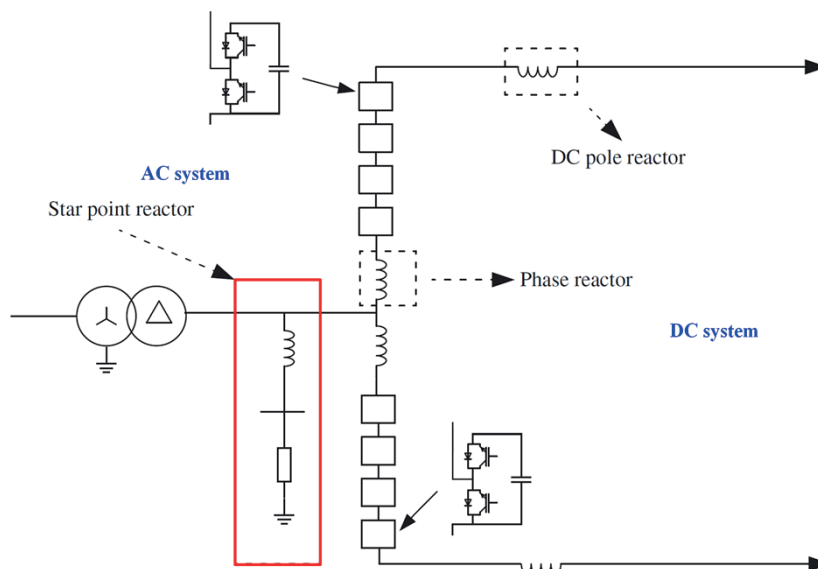 DC pole reactor
AC system
Star point reactor
Phase reactor
DC system